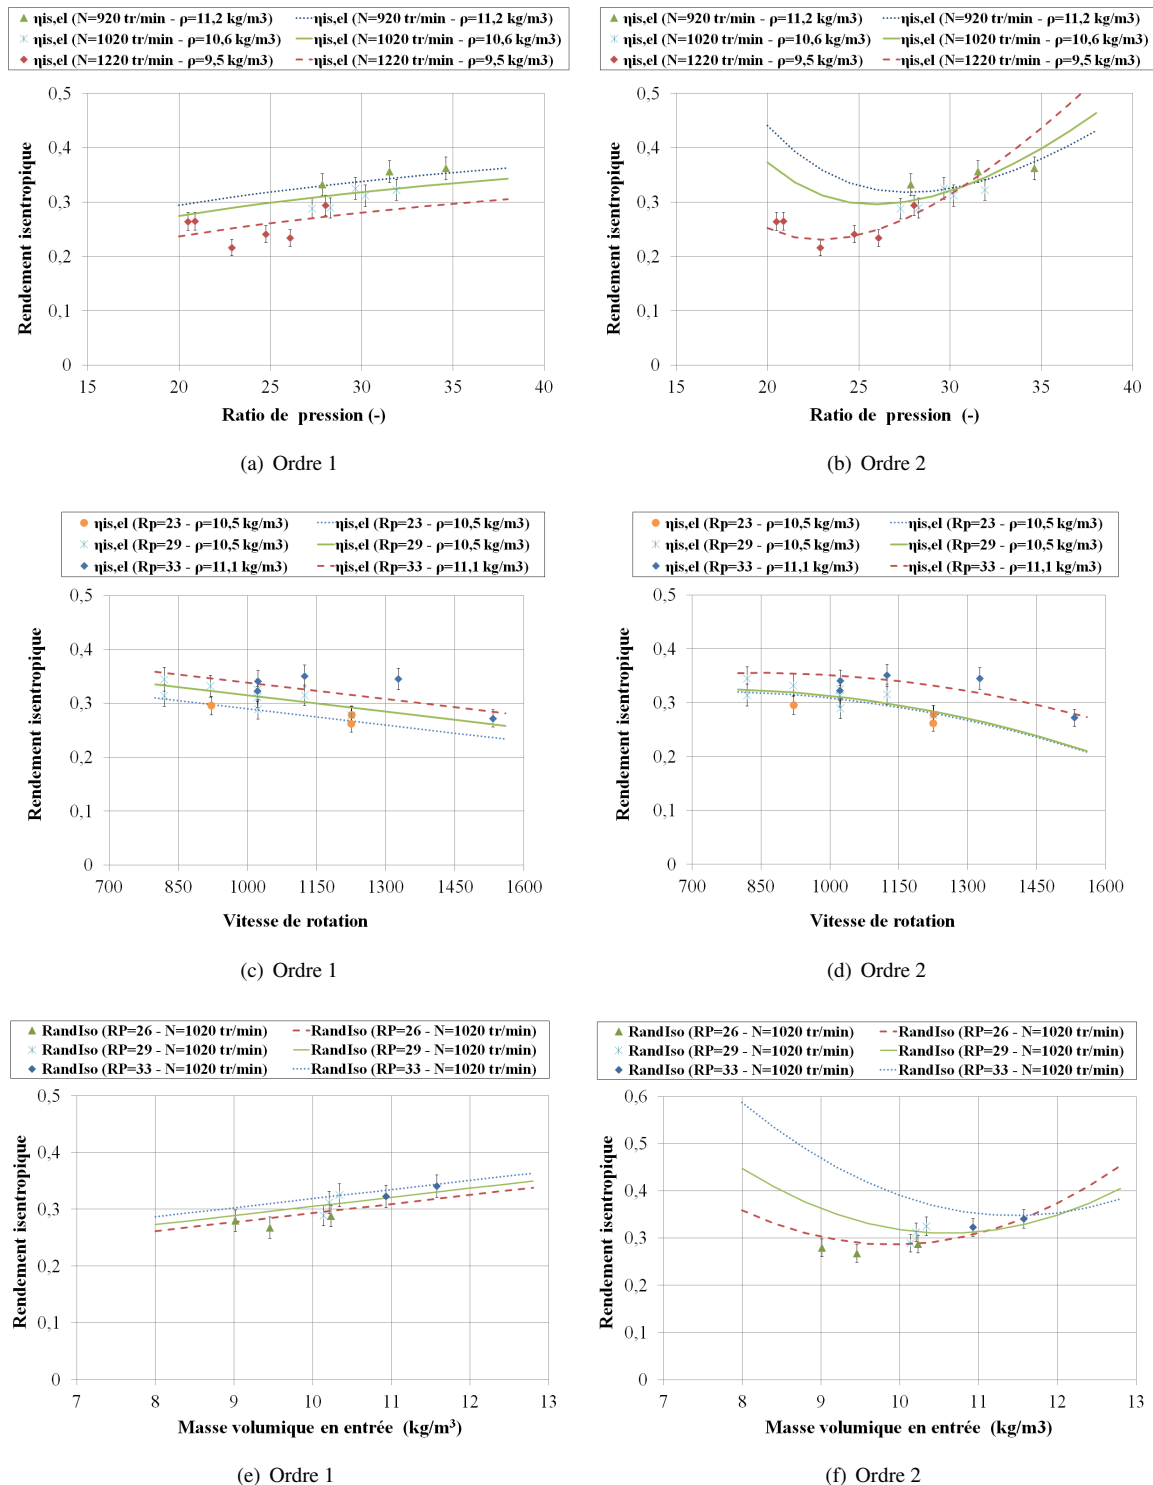 ηis,el (N=920 tr/min - ρ=11,2 kg/m3) ηis,el (N=920 tr/min - ρ=11,2 kg/m3)
ηis,el (N=1020 tr/min - ρ=10,6 kg/m3) ηis,el (N=1020 tr/min - ρ=10,6 kg/m3)
ηis,el (N=1220 tr/min - ρ=9,5 kg/m3) ηis,el (N=1220 tr/min - ρ=9,5 kg/m3)
0,5
0,4
0,3
0,2
0,1
0
Rendement isentropique
15 20 25 30 35 40
Ratio de pression (-)
(a) Ordre 1
ηis,el (N=920 tr/min - ρ=11,2 kg/m3) ηis,el (N=920 tr/min - ρ=11,2 kg/m3)
ηis,el (N=1020 tr/min - ρ=10,6 kg/m3) ηis,el (N=1020 tr/min - ρ=10,6 kg/m3)
ηis,el (N=1220 tr/min - ρ=9,5 kg/m3) ηis,el (N=1220 tr/min - ρ=9,5 kg/m3)
0,5
0,4
0,3
0,2
0,1
0
Rendement isentropique
15 20 25 30 35 40
Ratio de pression (-)
(b) Ordre 2
ηis,el (Rp=23 - ρ=10,5 kg/m3) ηis,el (Rp=23 - ρ=10,5 kg/m3)
ηis,el (Rp=29 - ρ=10,5 kg/m3) ηis,el (Rp=29 - ρ=10,5 kg/m3)
ηis,el (Rp=33 - ρ=11,1 kg/m3) ηis,el (Rp=33 - ρ=11,1 kg/m3)
0,5
0,4
0,3
0,2
0,1
0
Rendement isentropique
700 850 1000 1150 1300 1450 1600
Vitesse de rotation
(c) Ordre 1
ηis,el (Rp=23 - ρ=10,5 kg/m3) ηis,el (Rp=23 - ρ=10,5 kg/m3)
ηis,el (Rp=29 - ρ=10,5 kg/m3) ηis,el (Rp=29 - ρ=10,5 kg/m3)
ηis,el (Rp=33 - ρ=11,1 kg/m3) ηis,el (Rp=33 - ρ=11,1 kg/m3)
0,5
0,4
0,3
0,2
0,1
0
Rendement isentropique
700 850 1000 1150 1300 1450 1600
Vitesse de rotation
(d) Ordre 2
RandIso (RP=26 - N=1020 tr/min) RandIso (RP=26 - N=1020 tr/min)
RandIso (RP=29 - N=1020 tr/min) RandIso (RP=29 - N=1020 tr/min)
RandIso (RP=33 - N=1020 tr/min) RandIso (RP=33 - N=1020 tr/min)
0,5
0,4
0,3
0,2
0,1
0
Rendement isentropique
7 8 9 10 11 12 13
Masse volumique en entrée (kg/m³)
(e) Ordre 1
RandIso (RP=26 - N=1020 tr/min) RandIso (RP=26 - N=1020 tr/min)
RandIso (RP=29 - N=1020 tr/min) RandIso (RP=29 - N=1020 tr/min)
RandIso (RP=33 - N=1020 tr/min) RandIso (RP=33 - N=1020 tr/min)
0,6
0,5
0,4
0,3
0,2
0,1
0
Rendement isentropique
7 8 9 10 11 12 13
Masse volumique en entrée (kg/m3)
(f) Ordre 2